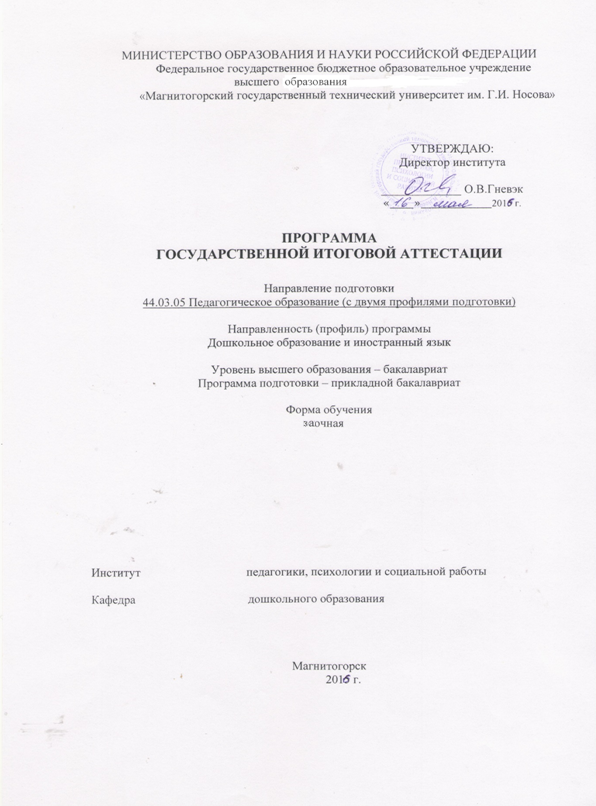 МИНИСТЕРСТВО ОБРАЗОВАНИЯ И НАУКИ РОССИЙСКОЙ ФЕДЕРАЦИИ
Федеральное государственное бюджетное образовательное учреждение
высшего образования
«Магнитогорский государственный технический университет им. Г.И. Носова»
УТВЕРЖДАЮ:
Директор института
О.В.Гневэк
«16» мая 2016 г.
ПРОГРАММА
ГОСУДАРСТВЕННОЙ ИТОГОВОЙ АТТЕСТАЦИИ
Направление подготовки
44.03.05 Педагогическое образование (с двумя профилями подготовки)
Направленность (профиль) программы
Дошкольное образование и иностранный язык
Уровень высшего образования – бакалавриат
Программа подготовки – прикладной бакалавриат
Форма обучения
заочная
Институт педагогики, психологии и социальной работы
Кафедра дошкольного образования
Магнитогорск
2016 г.